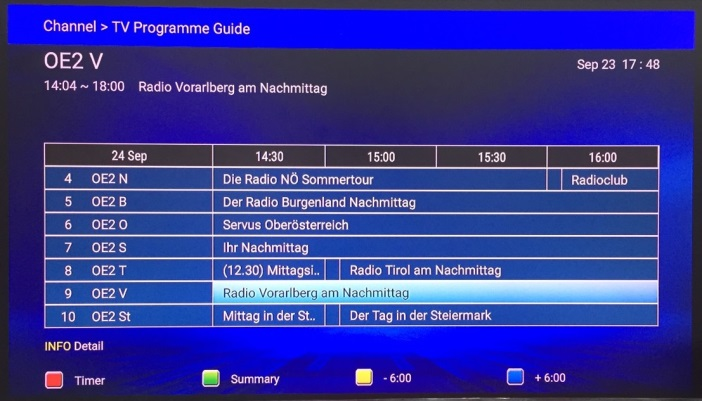 Channel > TV Programme Guide
OE2 V
Sep 23 17 : 48
14:04 ~ 18:00 Radio Vorarlberg am Nachmittag
24 Sep 14:30 15:00 15:30 16:00
4 OE2 N Die Radio NÖ Sommertour Radioclub
5 OE2 B Der Radio Burgenland Nachmittag
6 OE2 O Servus Oberösterreich
7 OE2 S Ihr Nachmittag
8 OE2 T (12.30) Mittagsi.. Radio Tirol am Nachmittag
9 OE2 V Radio Vorarlberg am Nachmittag
10 OE2 St Mittag in der St.. Der Tag in der Steiermark
INFO Detail
Timer Summary - 6:00 + 6:00